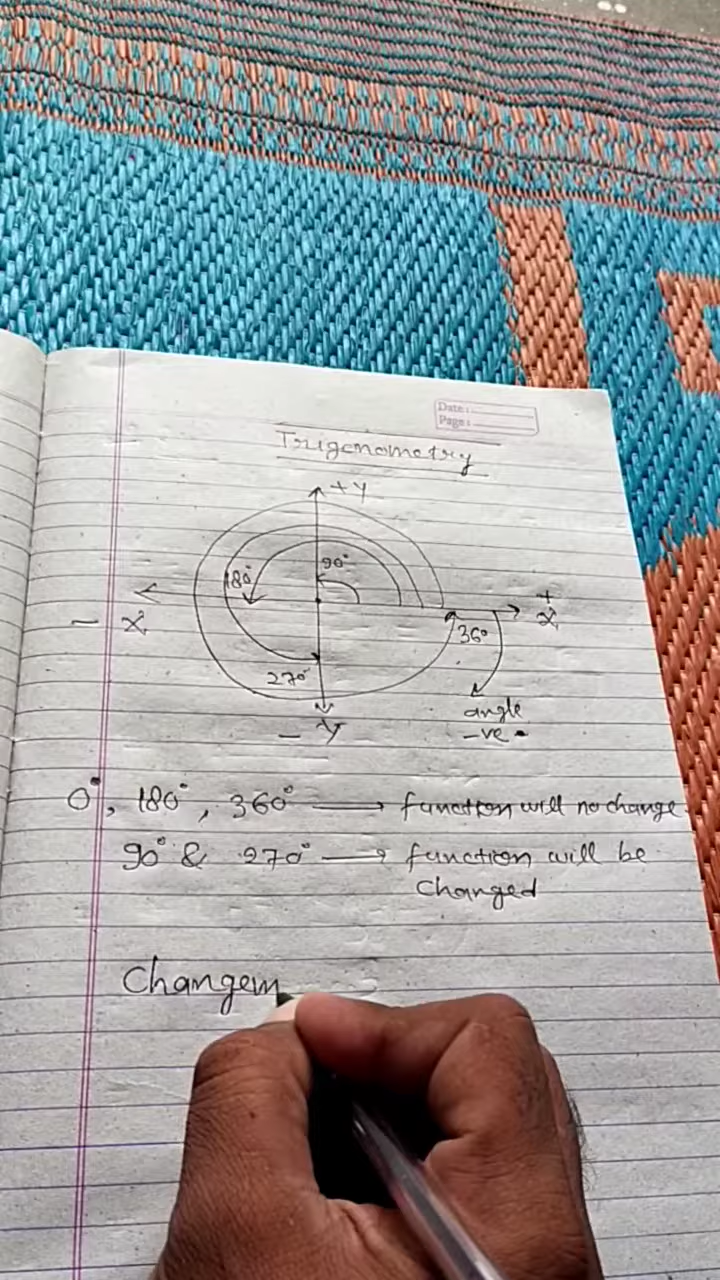 Date:
Page:
Trigonometry
+Y
90°
180°
+
- X
X
360
270°
angle
- Y
-ve
0°, 180°, 360° → function will no change.
90° & 270° → function will be
changed
Changem